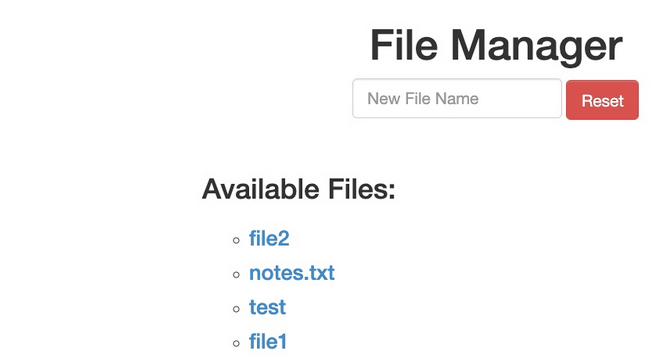 File Manager
New File Name Reset
Available Files:
file2
notes.txt
test
file1